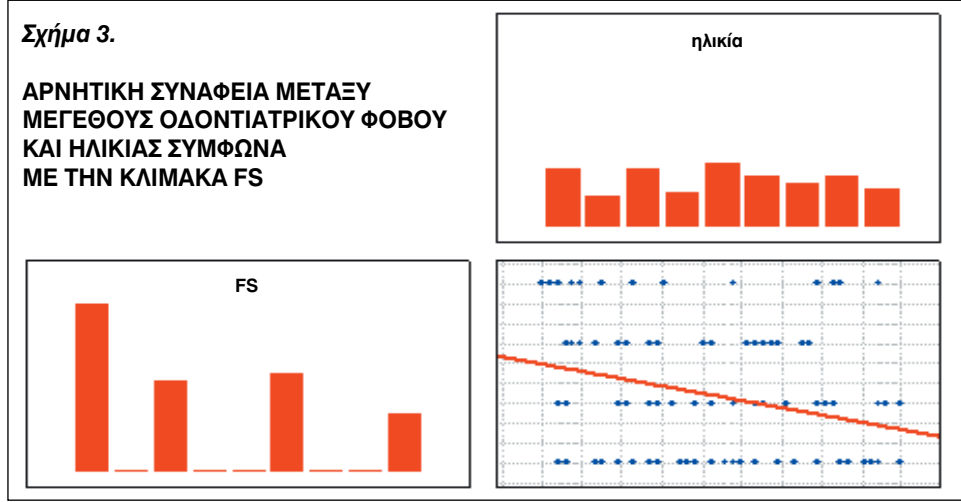 Σχήμα 3.
ΑΡΝΗΤΙΚΗ ΣΥΝΑΦΕΙΑ ΜΕΤΑΞΥ
ΜΕΓΕΘΟΥΣ ΟΔΟΝΤΙΑΤΡΙΚΟΥ ΦΟΒΟΥ
ΚΑΙ ΗΛΙΚΙΑΣ ΣΥΜΦΩΝΑ
ΜΕ ΤΗΝ ΚΛΙΜΑΚΑ FS
ηλικία
FS